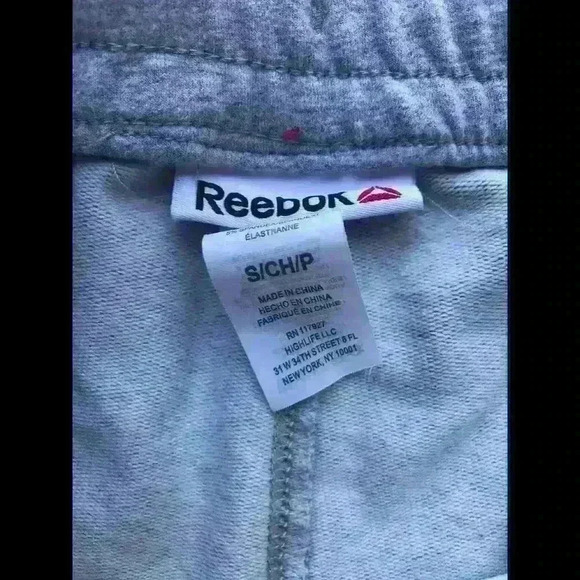 Reebok
ÉLASTHANNE
S/CH/P
MADE IN CHINA
HECHO EN CHINA
FABRIQUÉ EN CHINE
RN 117927
HIGHLIFE LLC
31 W 34TH STREET 8 FL
NEW YORK, NY 10001